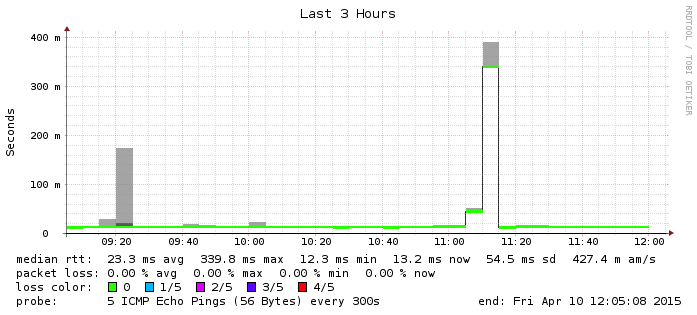 Last 3 Hours
RRDTOOL / TOBI OETIKER
Seconds
400 m
300 m
200 m
100 m
0
09:20 09:40 10:00 10:20 10:40 11:00 11:20 11:40 12:00
median rtt: 23.3 ms avg 339.8 ms max 12.3 ms min 13.2 ms now 54.5 ms sd 427.4 m am/s
packet loss: 0.00 % avg 0.00 % max 0.00 % min 0.00 % now
loss color: 0 1/5 2/5 3/5 4/5
probe: 5 ICMP Echo Pings (56 Bytes) every 300s end: Fri Apr 10 12:05:08 2015